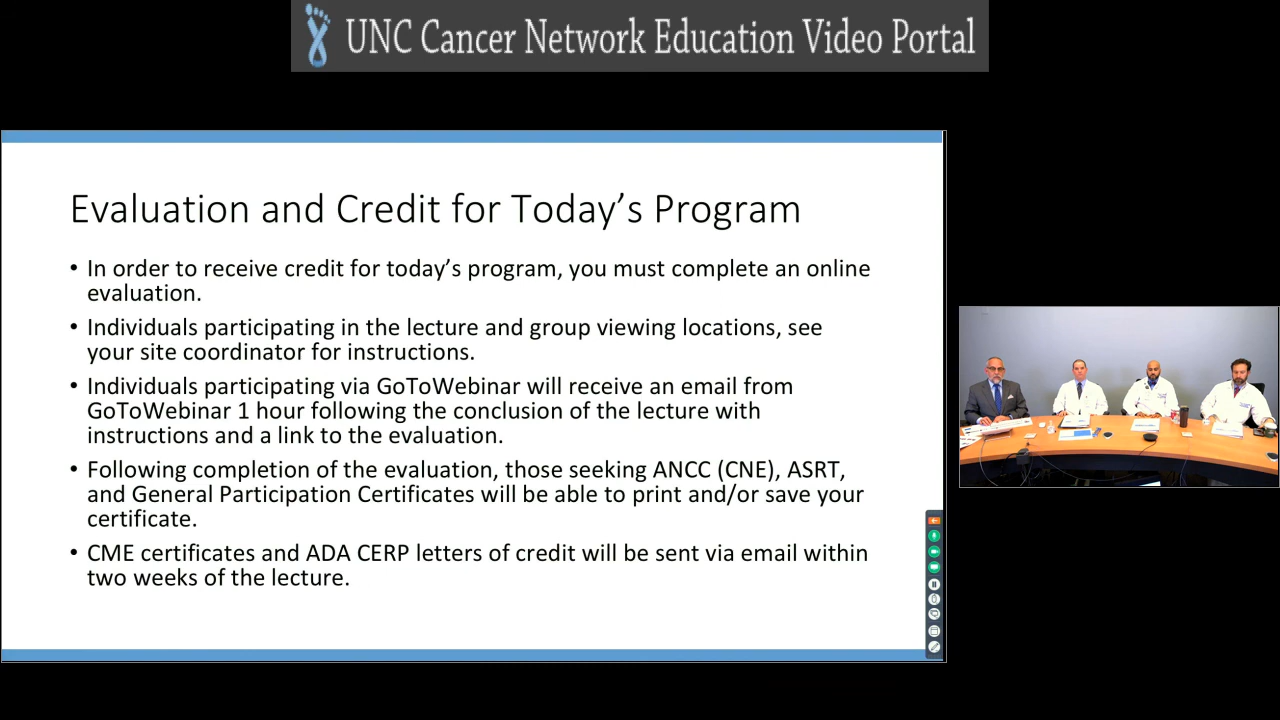 UNC Cancer Network Education Video Portal
Evaluation and Credit for Today’s Program
• In order to receive credit for today’s program, you must complete an online
evaluation.
• Individuals participating in the lecture and group viewing locations, see
your site coordinator for instructions.
• Individuals participating via GoToWebinar will receive an email from
GoToWebinar 1 hour following the conclusion of the lecture with
instructions and a link to the evaluation.
• Following completion of the evaluation, those seeking ANCC (CNE), ASRT,
and General Participation Certificates will be able to print and/or save your
certificate.
• CME certificates and ADA CERP letters of credit will be sent via email within
two weeks of the lecture.